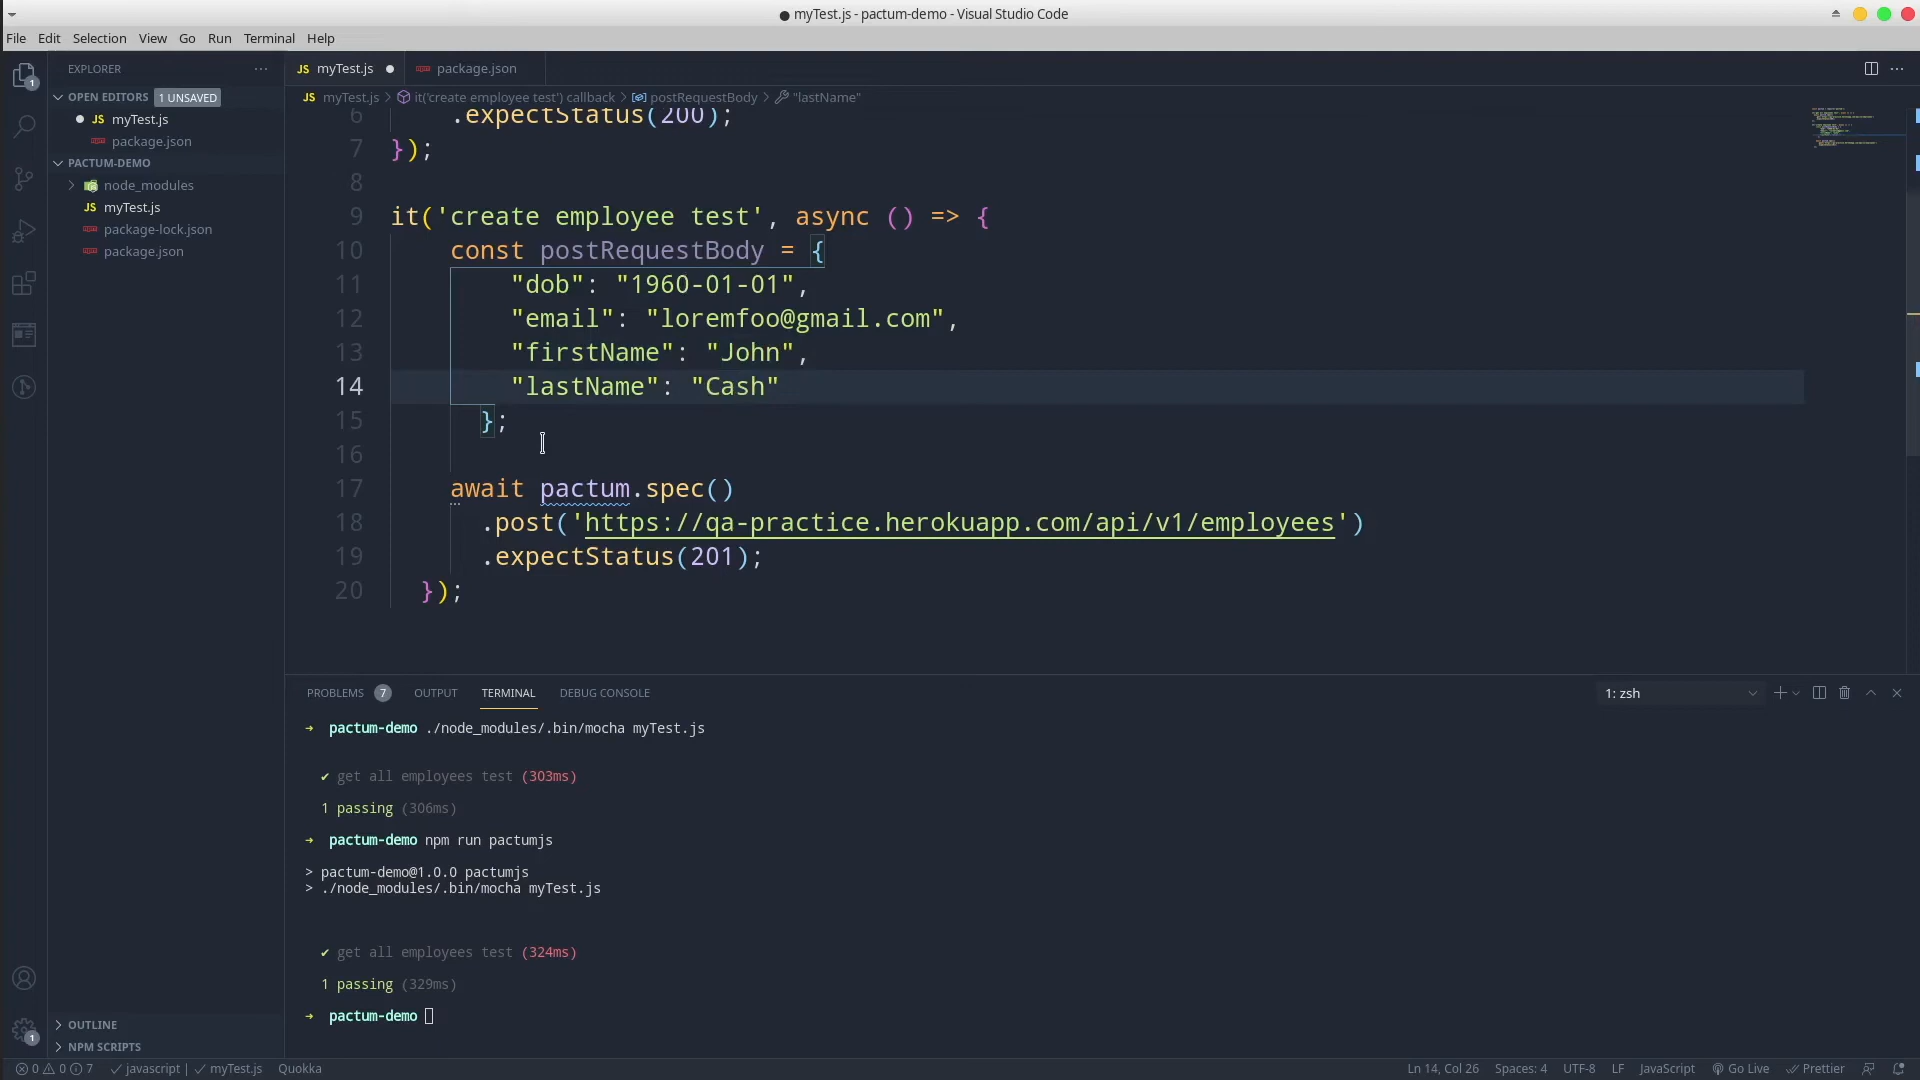 myTest.js - pactum-demo - Visual Studio Code
File Edit Selection View Go Run Terminal Help
EXPLORER
OPEN EDITORS 1 UNSAVED
JS myTest.js
package.json
PACTUM-DEMO
node_modules
JS myTest.js
package-lock.json
package.json
OUTLINE
NPM SCRIPTS
1
1
JS myTest.js
package.json
JS myTest.js > it('create employee test') callback > postRequestBody > "lastName"
6 .expectStatus(200);
7 });
8
9 it('create employee test', async () => {
10 const postRequestBody = {
11 "dob": "1960-01-01",
12 "email": "loremfoo@gmail.com",
13 "firstName": "John",
14 "lastName": "Cash"
15 };
16
17 await pactum.spec()
18 .post('https://qa-practice.herokuapp.com/api/v1/employees')
19 .expectStatus(201);
20 });
PROBLEMS 7 OUTPUT TERMINAL DEBUG CONSOLE 1: zsh
→ pactum-demo ./node_modules/.bin/mocha myTest.js
✔ get all employees test (303ms)
1 passing (306ms)
→ pactum-demo npm run pactumjs
> pactum-demo@1.0.0 pactumjs
> ./node_modules/.bin/mocha myTest.js
✔ get all employees test (324ms)
1 passing (329ms)
→ pactum-demo
0 0 7 ✓ javascript | ✓ myTest.js Quokka Ln 14, Col 26 Spaces: 4 UTF-8 LF JavaScript Go Live Prettier